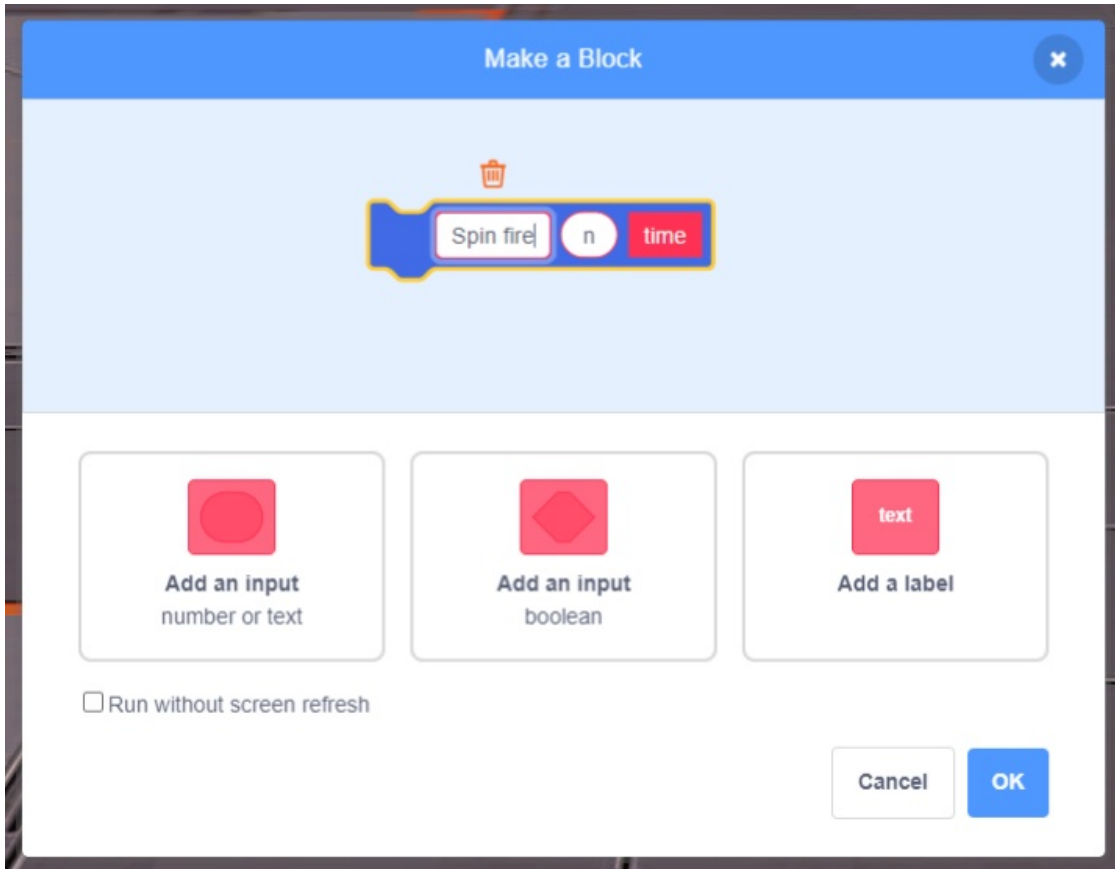 Make a Block
Spin fire n time
text
Add an input
number or text
Add an input
boolean
Add a label
Run without screen refresh
Cancel OK